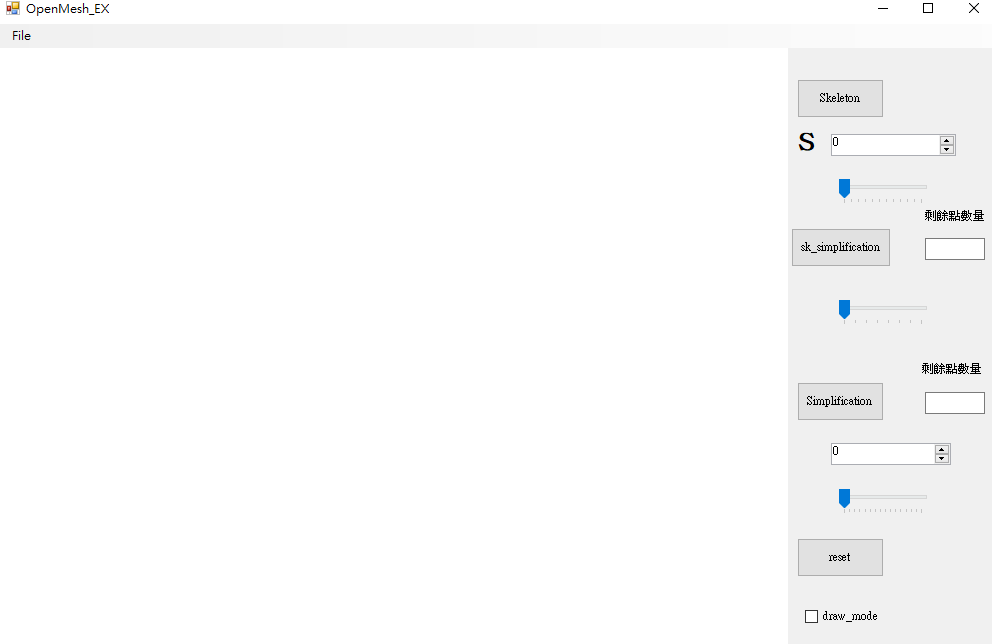 OpenMesh_EX
File
Skeleton
S
0
剩餘點數量
sk_simplification
剩餘點數量
Simplification
0
reset
draw_mode